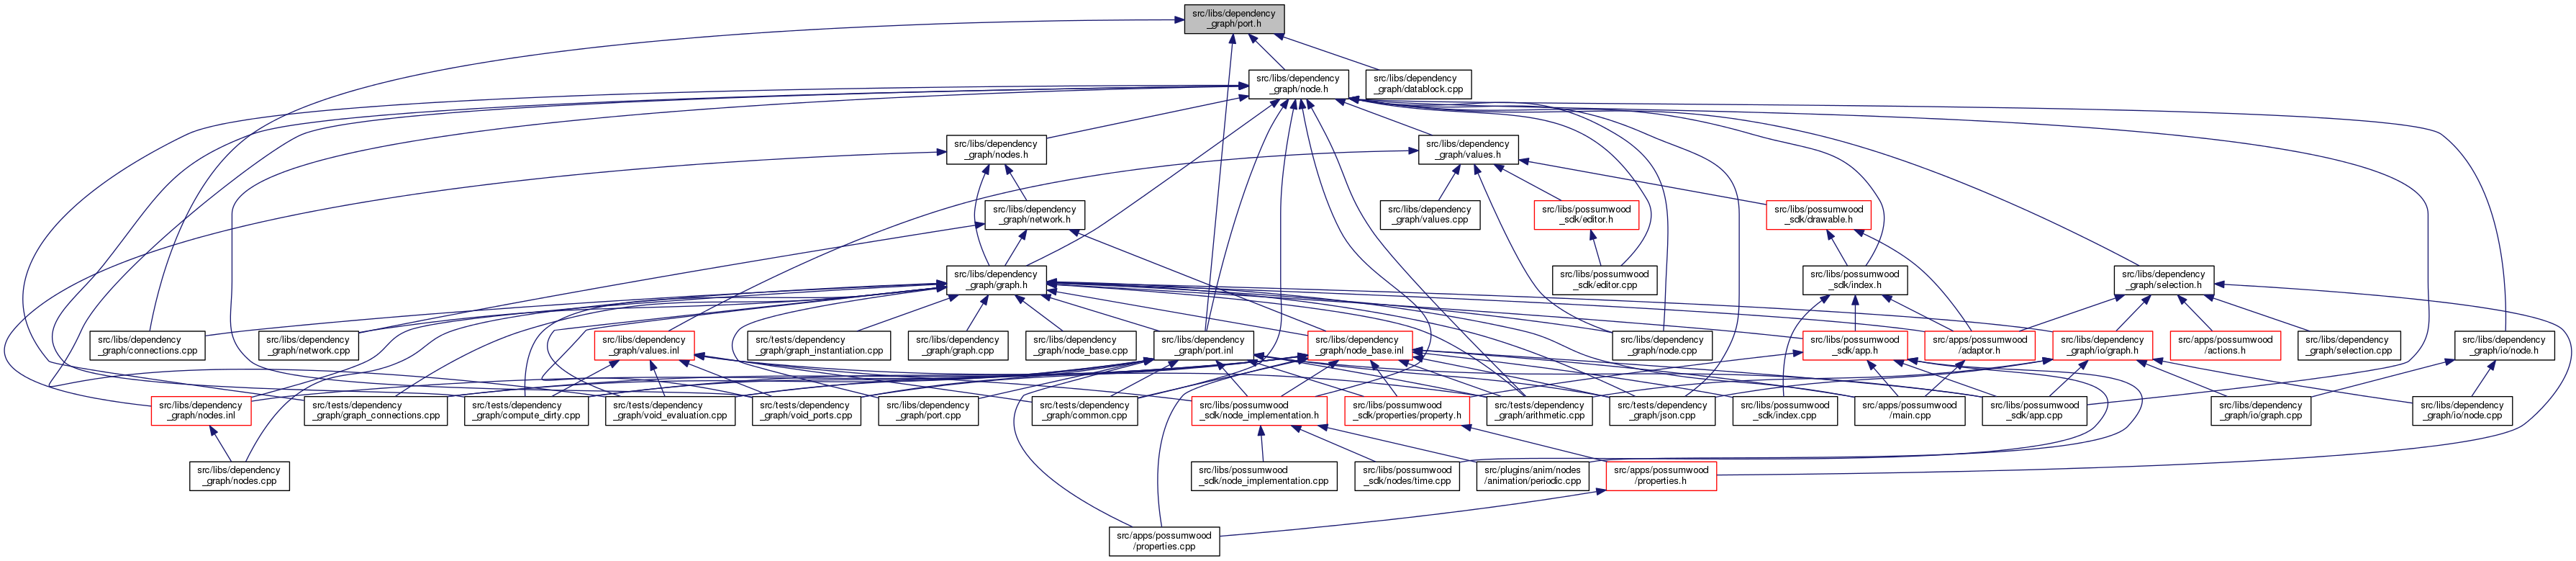 src/libs/dependency
_graph/port.h
src/libs/dependency
_graph/node.h
src/libs/dependency
_graph/datablock.cpp
src/libs/dependency
_graph/nodes.h
src/libs/dependency
_graph/values.h
src/libs/dependency
_graph/network.h
src/libs/dependency
_graph/values.cpp
src/libs/possumwood
_sdk/editor.h
src/libs/possumwood
_sdk/drawable.h
src/libs/dependency
_graph/graph.h
src/libs/possumwood
_sdk/editor.cpp
src/libs/possumwood
_sdk/index.h
src/libs/dependency
_graph/selection.h
src/libs/dependency
_graph/connections.cpp
src/libs/dependency
_graph/network.cpp
src/libs/dependency
_graph/values.inl
src/tests/dependency
_graph/graph_instantiation.cpp
src/libs/dependency
_graph/graph.cpp
src/libs/dependency
_graph/node_base.cpp
src/libs/dependency
_graph/port.inl
src/libs/dependency
_graph/node_base.inl
src/libs/dependency
_graph/node.cpp
src/libs/possumwood
_sdk/app.h
src/apps/possumwood
/adaptor.h
src/libs/dependency
_graph/io/graph.h
src/apps/possumwood
/actions.h
src/libs/dependency
_graph/selection.cpp
src/libs/dependency
_graph/io/node.h
src/libs/dependency
_graph/nodes.inl
src/tests/dependency
_graph/graph_connections.cpp
src/tests/dependency
_graph/compute_dirty.cpp
src/tests/dependency
_graph/void_evaluation.cpp
src/tests/dependency
_graph/void_ports.cpp
src/libs/dependency
_graph/port.cpp
src/tests/dependency
_graph/common.cpp
src/libs/possumwood
_sdk/node_implementation.h
src/libs/possumwood
_sdk/properties/property.h
src/tests/dependency
_graph/arithmetic.cpp
src/tests/dependency
_graph/json.cpp
src/libs/possumwood
_sdk/index.cpp
src/apps/possumwood
/main.cpp
src/libs/possumwood
_sdk/app.cpp
src/libs/dependency
_graph/io/graph.cpp
src/libs/dependency
_graph/io/node.cpp
src/libs/dependency
_graph/nodes.cpp
src/libs/possumwood
_sdk/node_implementation.cpp
src/libs/possumwood
_sdk/nodes/time.cpp
src/plugins/anim/nodes
/animation/periodic.cpp
src/apps/possumwood
/properties.h
src/apps/possumwood
/properties.cpp